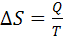 ΔS = Q/T